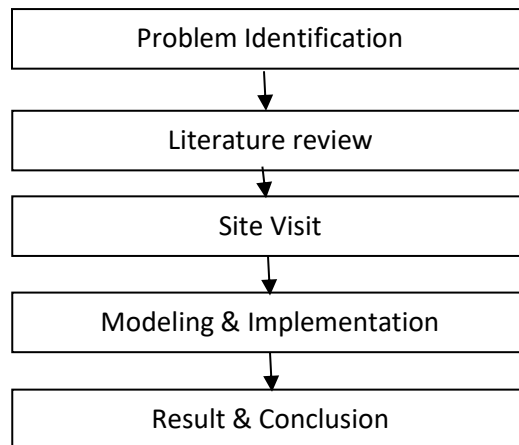 Problem Identification
Literature review
Site Visit
Modeling & Implementation
Result & Conclusion